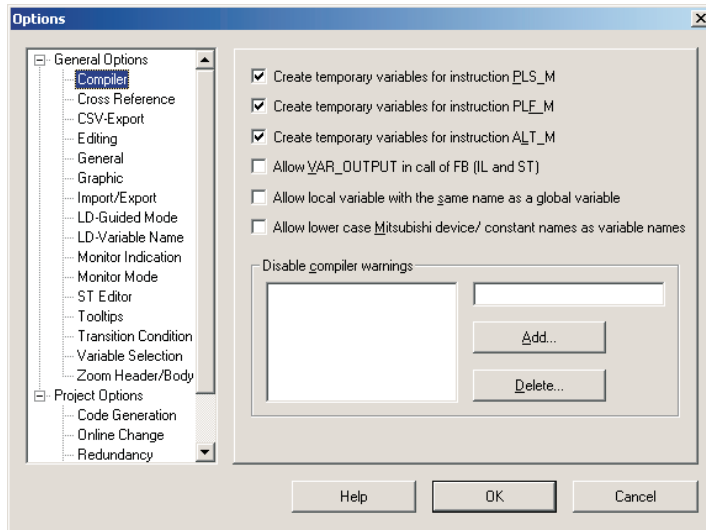 Options
General Options
Compiler
Cross Reference
CSV-Export
Editing
General
Graphic
Import/Export
LD-Guided Mode
LD-Variable Name
Monitor Indication
Monitor Mode
ST Editor
Tooltips
Transition Condition
Variable Selection
Zoom Header/Body
Project Options
Code Generation
Online Change
Redundancy
Create temporary variables for instruction PLS_M
Create temporary variables for instruction PLF_M
Create temporary variables for instruction ALT_M
Allow VAR_OUTPUT in call of FB (IL and ST)
Allow local variable with the same name as a global variable
Allow lower case Mitsubishi device/ constant names as variable names
Disable compiler warnings
Add...
Delete...
Help
OK
Cancel